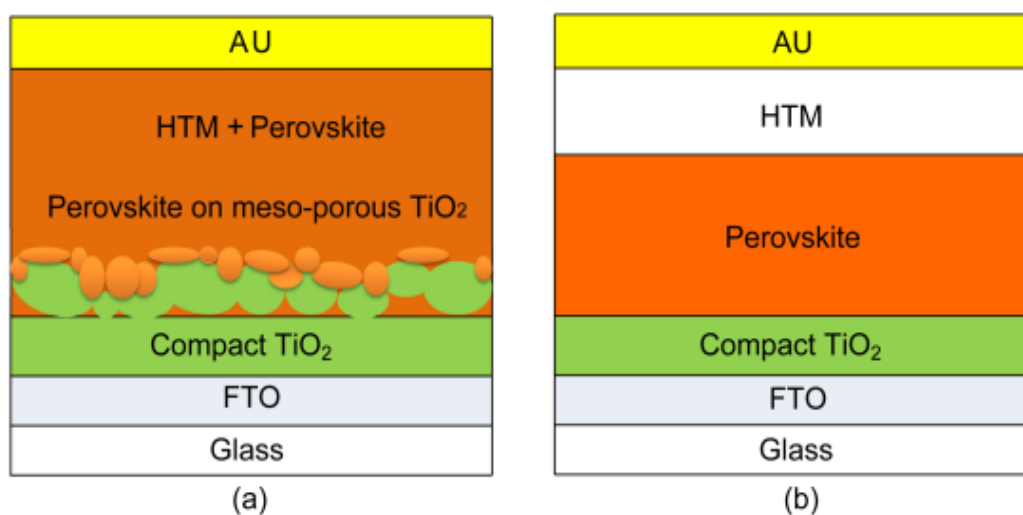 AU
HTM + Perovskite
Perovskite on meso-porous TiO₂
Compact TiO₂
FTO
Glass
(a)
AU
HTM
Perovskite
Compact TiO₂
FTO
Glass
(b)